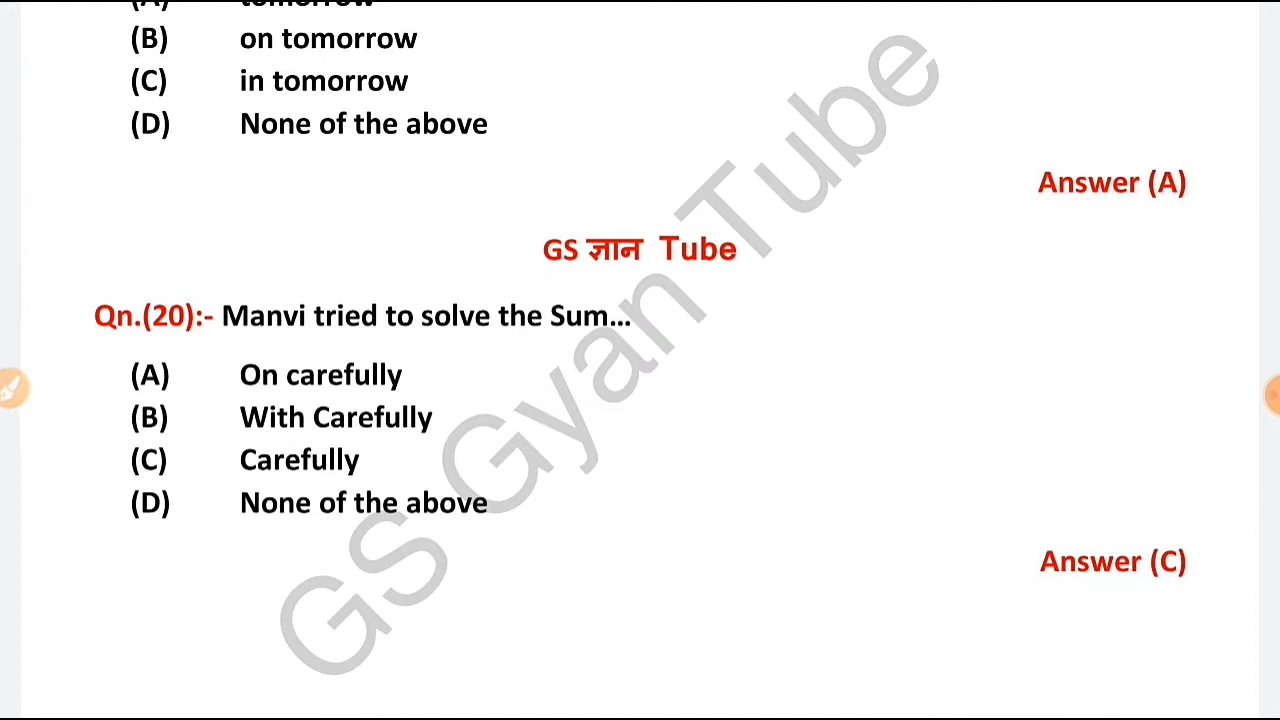 (A) tomorrow
(B) on tomorrow
(C) in tomorrow
(D) None of the above
Answer (A)
GS ज्ञान Tube
Qn.(20):- Manvi tried to solve the Sum...
(A) On carefully
(B) With Carefully
(C) Carefully
(D) None of the above
Answer (C)
GS Gyan Tube